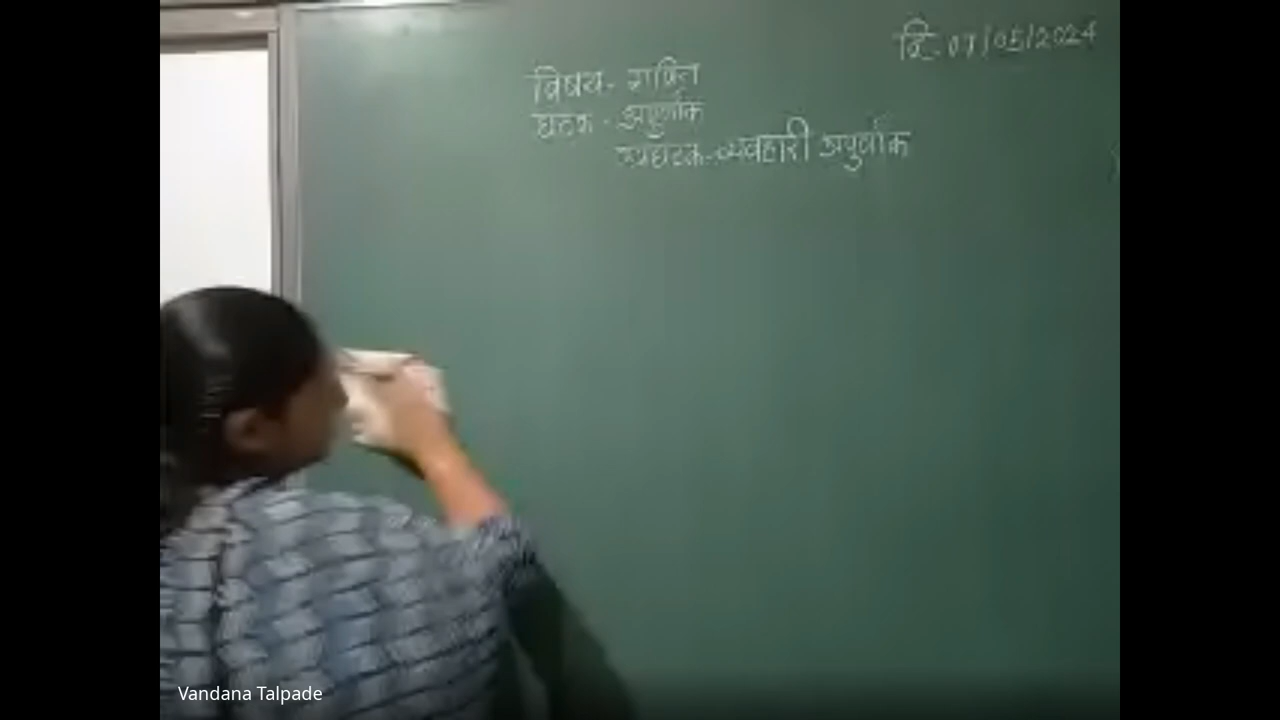 दि. 07/05/2024
विषय - गणित
घटक - अपुर्णांक
उपघटक - व्यवहारी अपुर्णांक
Vandana Talpade